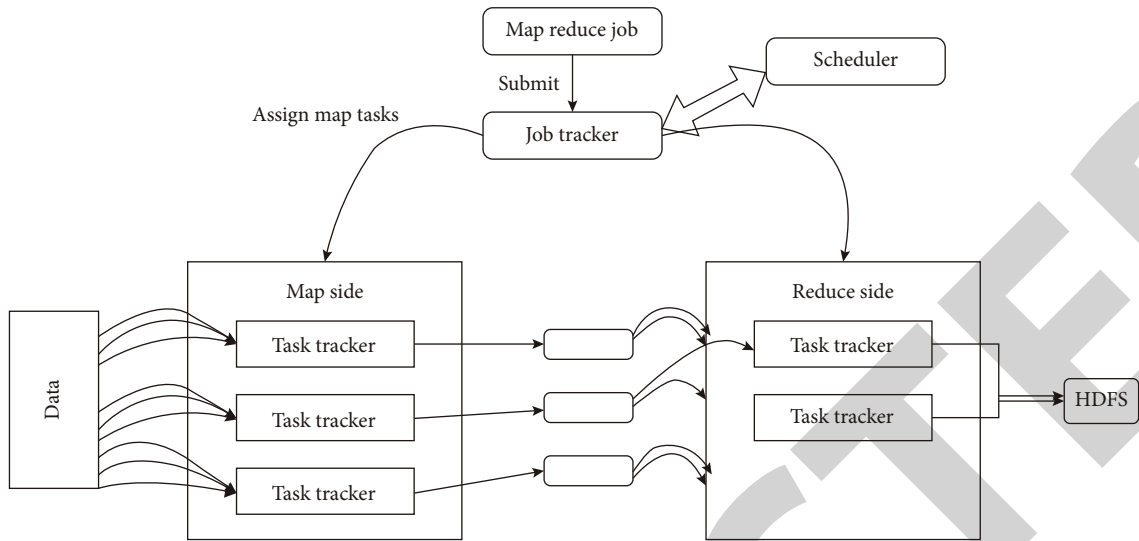 Map reduce job
Scheduler
Submit
Assign map tasks
Job tracker
Map side
Reduce side
Data
Task tracker
Task tracker
Task tracker
Task tracker
Task tracker
HDFS